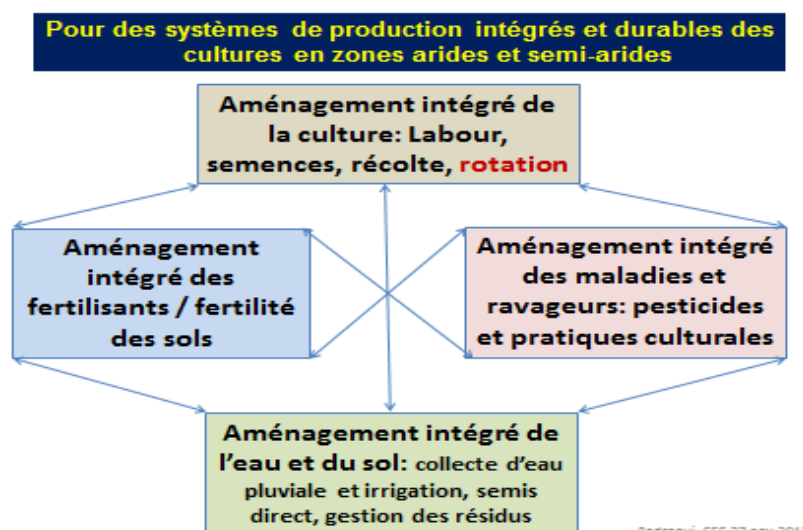 Pour des systèmes de production intégrés et durables des
cultures en zones arides et semi-arides
Aménagement intégré de
la culture: Labour,
semences, récolte, rotation
Aménagement
intégré des
fertilisants / fertilité
des sols
Aménagement intégré
des maladies et
ravageurs: pesticides
et pratiques culturales
Aménagement intégré de
l'eau et du sol: collecte d'eau
pluviale et irrigation, semis
direct, gestion des résidus